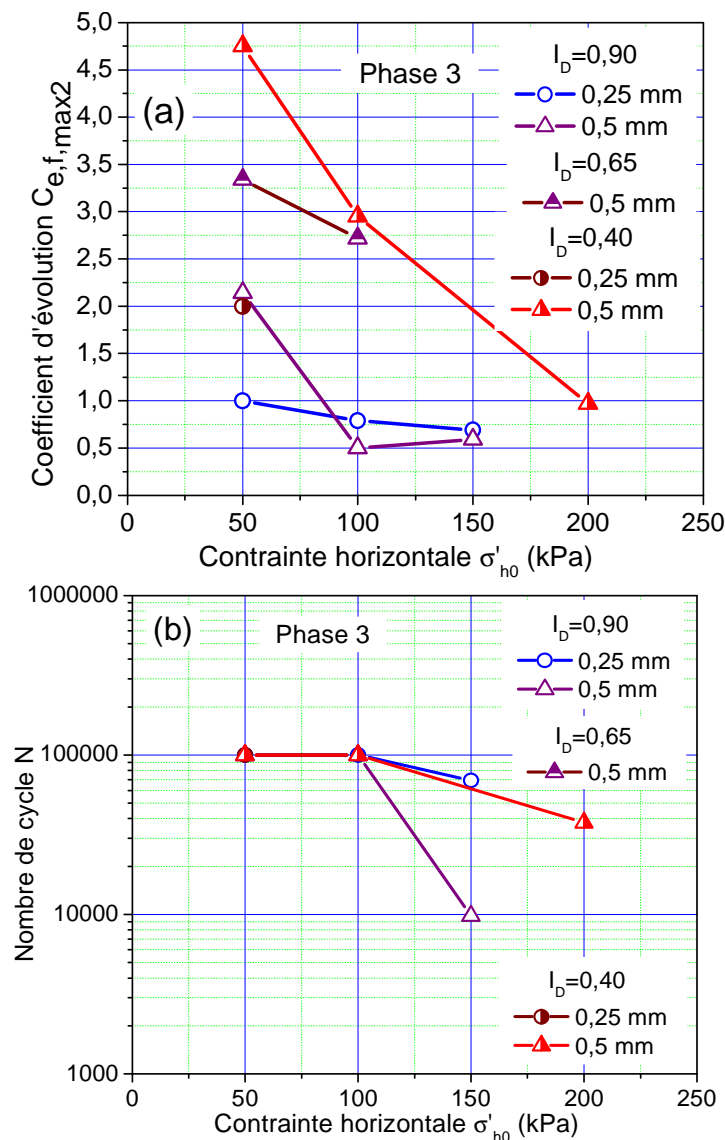 5,0
4,5
4,0
3,5
3,0
2,5
2,0
1,5
1,0
0,5
0,0
Coefficient d'évolution C_e,f,max2
(a)
Phase 3
I_D=0,90
0,25 mm
0,5 mm
I_D=0,65
0,5 mm
I_D=0,40
0,25 mm
0,5 mm
0 50 100 150 200 250
Contrainte horizontale σ'_h0 (kPa)
1000000
100000
10000
1000
Nombre de cycle N
(b)
Phase 3
I_D=0,90
0,25 mm
0,5 mm
I_D=0,65
0,5 mm
I_D=0,40
0,25 mm
0,5 mm
0 50 100 150 200 250
Contrainte horizontale σ'_h0 (kPa)